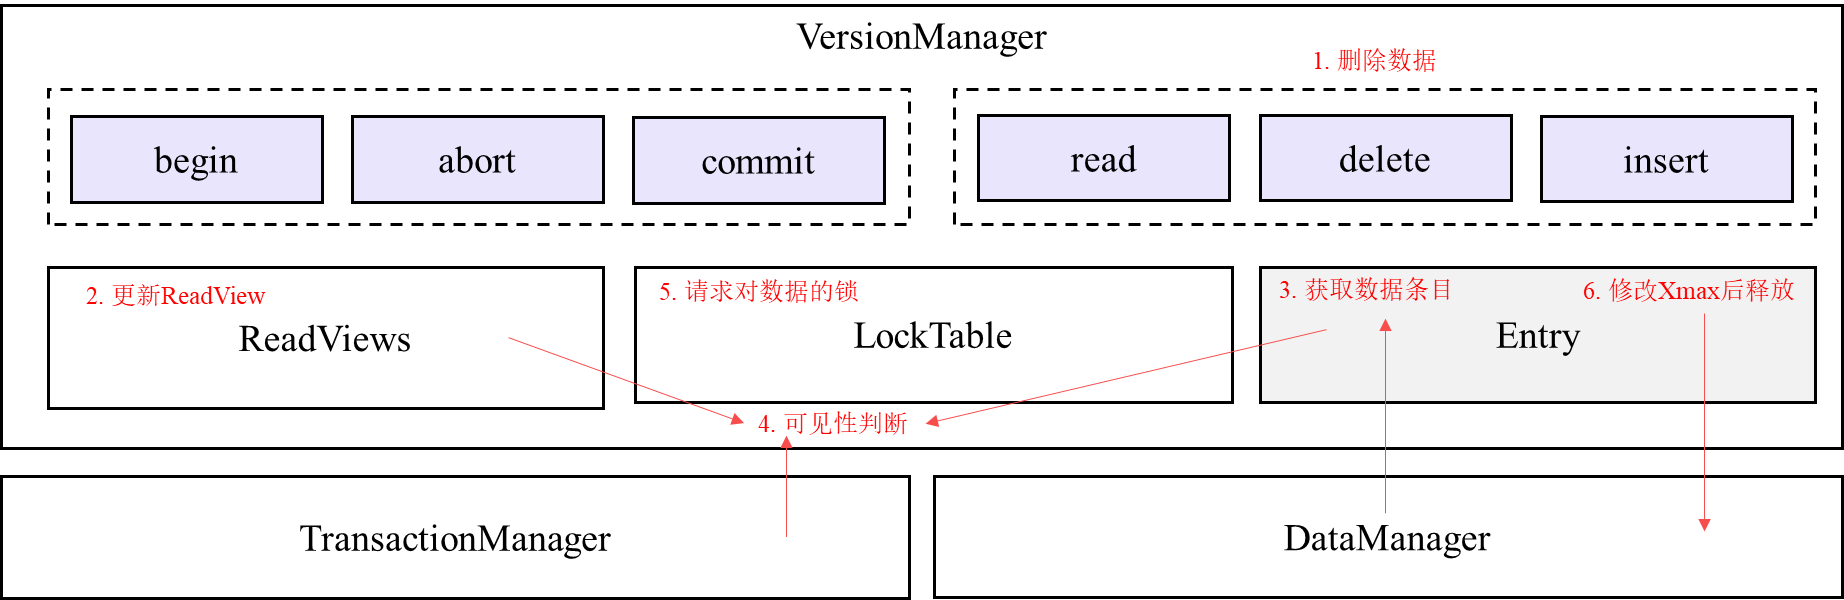 VersionManager
1. 删除数据
begin
abort
commit
read
delete
insert
2. 更新ReadView
ReadViews
5. 请求对数据的锁
LockTable
3. 获取数据条目
6. 修改Xmax后释放
Entry
4. 可见性判断
TransactionManager
DataManager